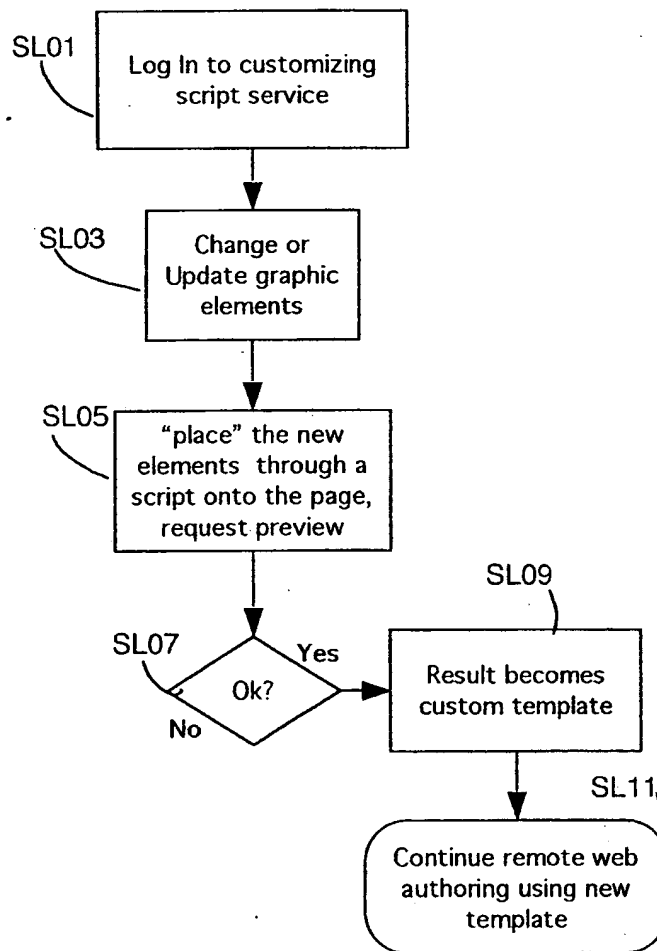 SL01
Log In to customizing
script service
SL03
Change or
Update graphic
elements
SL05
“place” the new
elements through a
script onto the page,
request preview
SL07
Ok?
Yes
No
SL09
Result becomes
custom template
SL11
Continue remote web
authoring using new
template